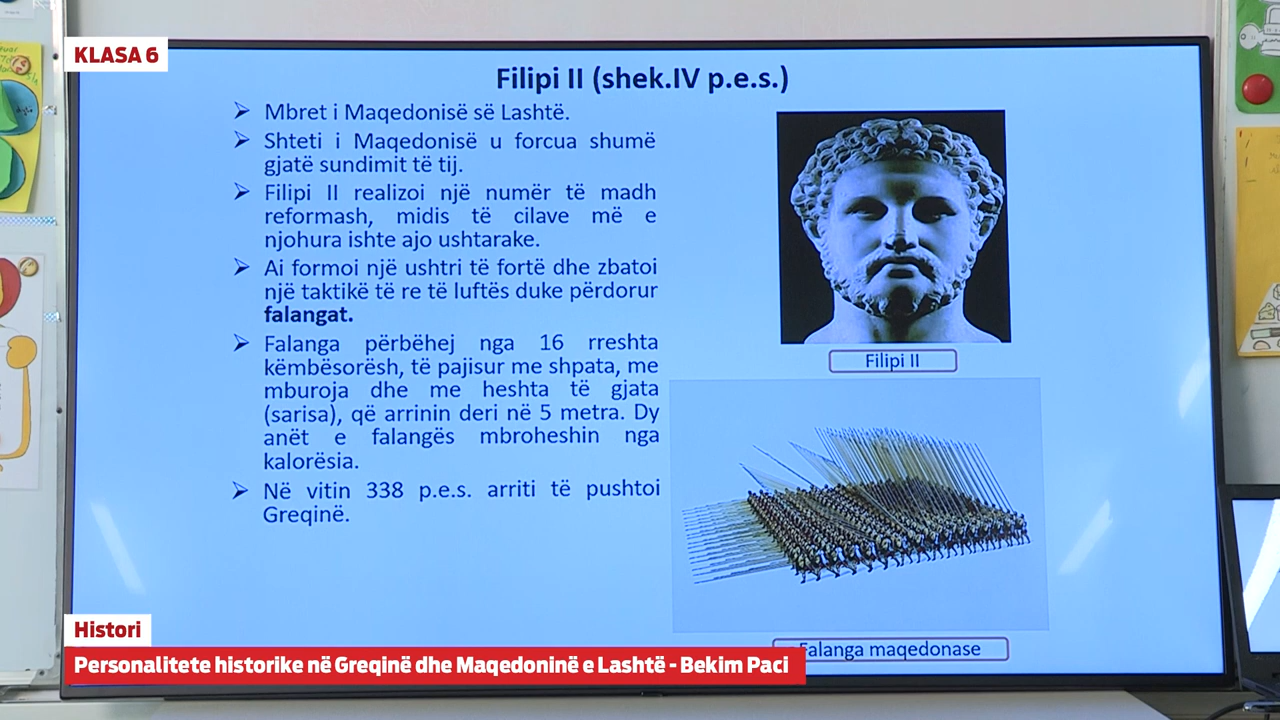 KLASA 6
Filipi II (shek.IV p.e.s.)
Mbret i Maqedonisë së Lashtë.
Shteti i Maqedonisë u forcua shumë
gjatë sundimit të tij.
Filipi II realizoi një numër të madh
reformash, midis të cilave më e
njohura ishte ajo ushtarake.
Ai formoi një ushtri të fortë dhe zbatoi
një taktikë të re të luftës duke përdorur
falangat.
Falanga përbëhej nga 16 rreshta
këmbësorësh, të pajisur me shpata, me
mburoja dhe me heshta të gjata
(sarisa), që arrinin deri në 5 metra. Dy
anët e falangës mbroheshin nga
kalorësia.
Në vitin 338 p.e.s. arriti të pushtoi
Greqinë.
Filipi II
Falanga maqedonase
Histori
Personalitete historike në Greqinë dhe Maqedoninë e Lashtë - Bekim Paci